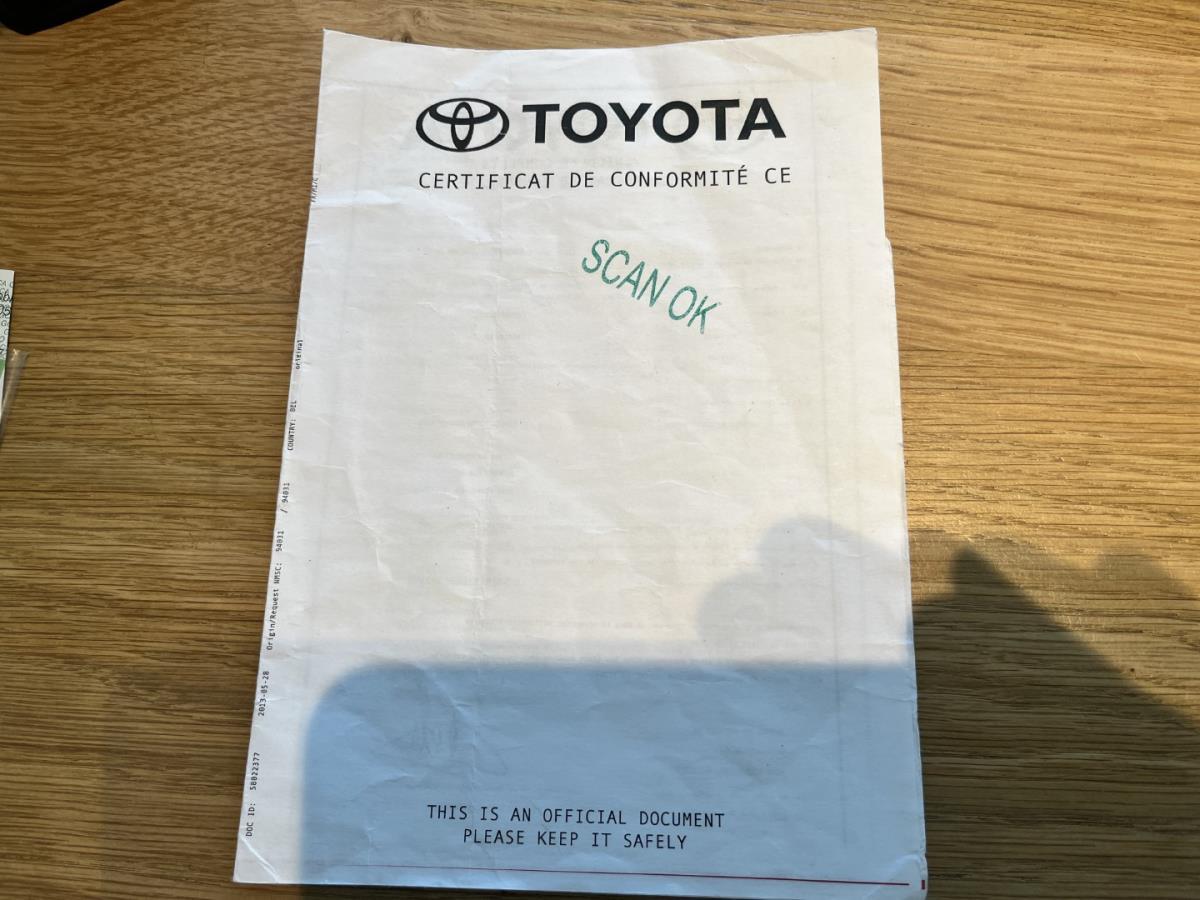 TOYOTA
CERTIFICAT DE CONFORMITÉ CE
SCAN OK
DOC ID: 58022377 2013-05-28 Origin/Request NMSC: 94031 / 94031 COUNTRY: BEL original
THIS IS AN OFFICIAL DOCUMENT
PLEASE KEEP IT SAFELY